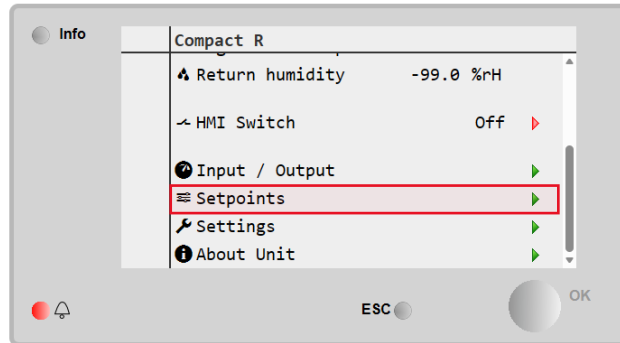 Info
Compact R
Return humidity -99.0 %rH
HMI Switch Off
Input / Output
Setpoints
Settings
About Unit
ESC
OK